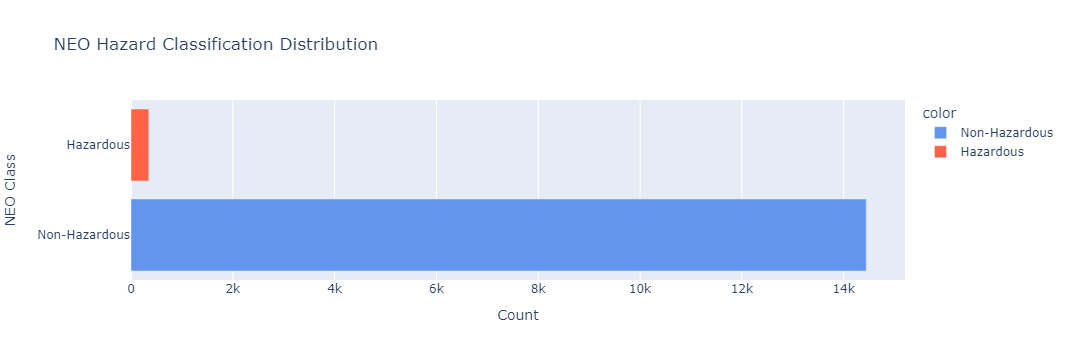 NEO Hazard Classification Distribution
NEO Class
Hazardous
Non-Hazardous
0 2k 4k 6k 8k 10k 12k 14k
Count
color
Non-Hazardous
Hazardous